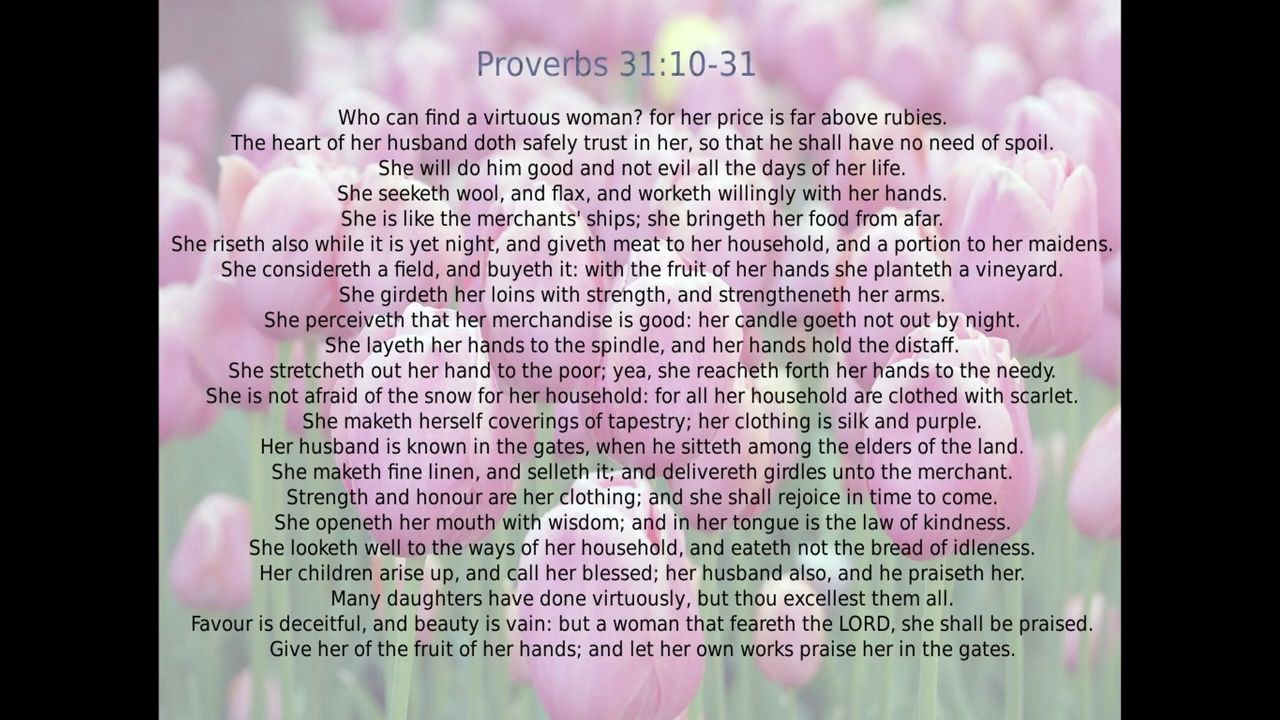 Proverbs 31:10-31
Who can find a virtuous woman? for her price is far above rubies.
The heart of her husband doth safely trust in her, so that he shall have no need of spoil.
She will do him good and not evil all the days of her life.
She seeketh wool, and flax, and worketh willingly with her hands.
She is like the merchants' ships; she bringeth her food from afar.
She riseth also while it is yet night, and giveth meat to her household, and a portion to her maidens.
She considereth a field, and buyeth it: with the fruit of her hands she planteth a vineyard.
She girdeth her loins with strength, and strengtheneth her arms.
She perceiveth that her merchandise is good: her candle goeth not out by night.
She layeth her hands to the spindle, and her hands hold the distaff.
She stretcheth out her hand to the poor; yea, she reacheth forth her hands to the needy.
She is not afraid of the snow for her household: for all her household are clothed with scarlet.
She maketh herself coverings of tapestry; her clothing is silk and purple.
Her husband is known in the gates, when he sitteth among the elders of the land.
She maketh fine linen, and selleth it; and delivereth girdles unto the merchant.
Strength and honour are her clothing; and she shall rejoice in time to come.
She openeth her mouth with wisdom; and in her tongue is the law of kindness.
She looketh well to the ways of her household, and eateth not the bread of idleness.
Her children arise up, and call her blessed; her husband also, and he praiseth her.
Many daughters have done virtuously, but thou excellest them all.
Favour is deceitful, and beauty is vain: but a woman that feareth the LORD, she shall be praised.
Give her of the fruit of her hands; and let her own works praise her in the gates.